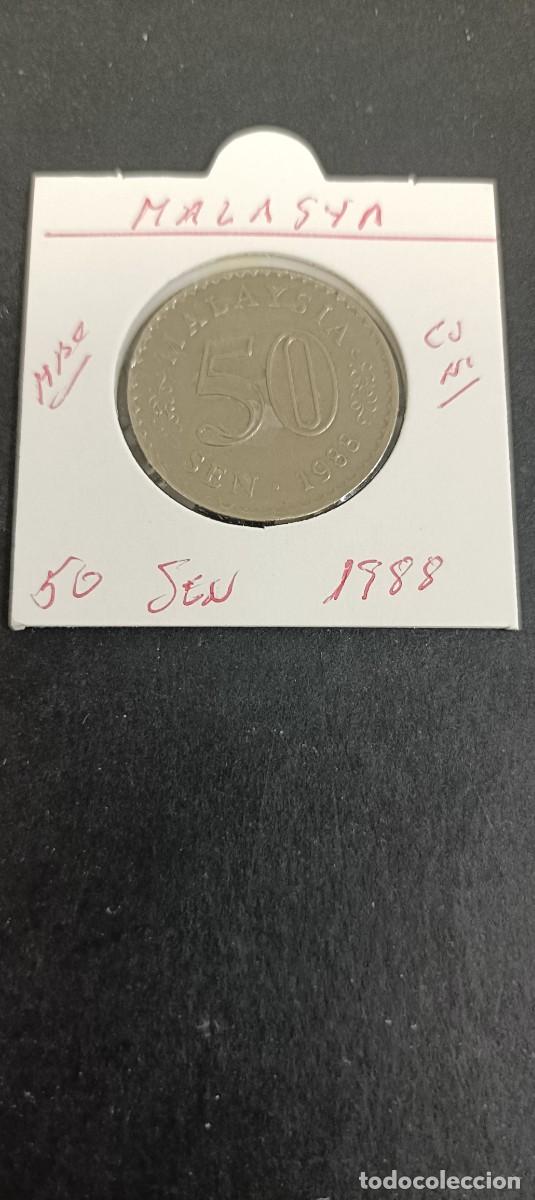 MALASYA
MBC
CU
NI
MALAYSIA
50
SEN · 1988
50 SEN 1988
todocoleccion